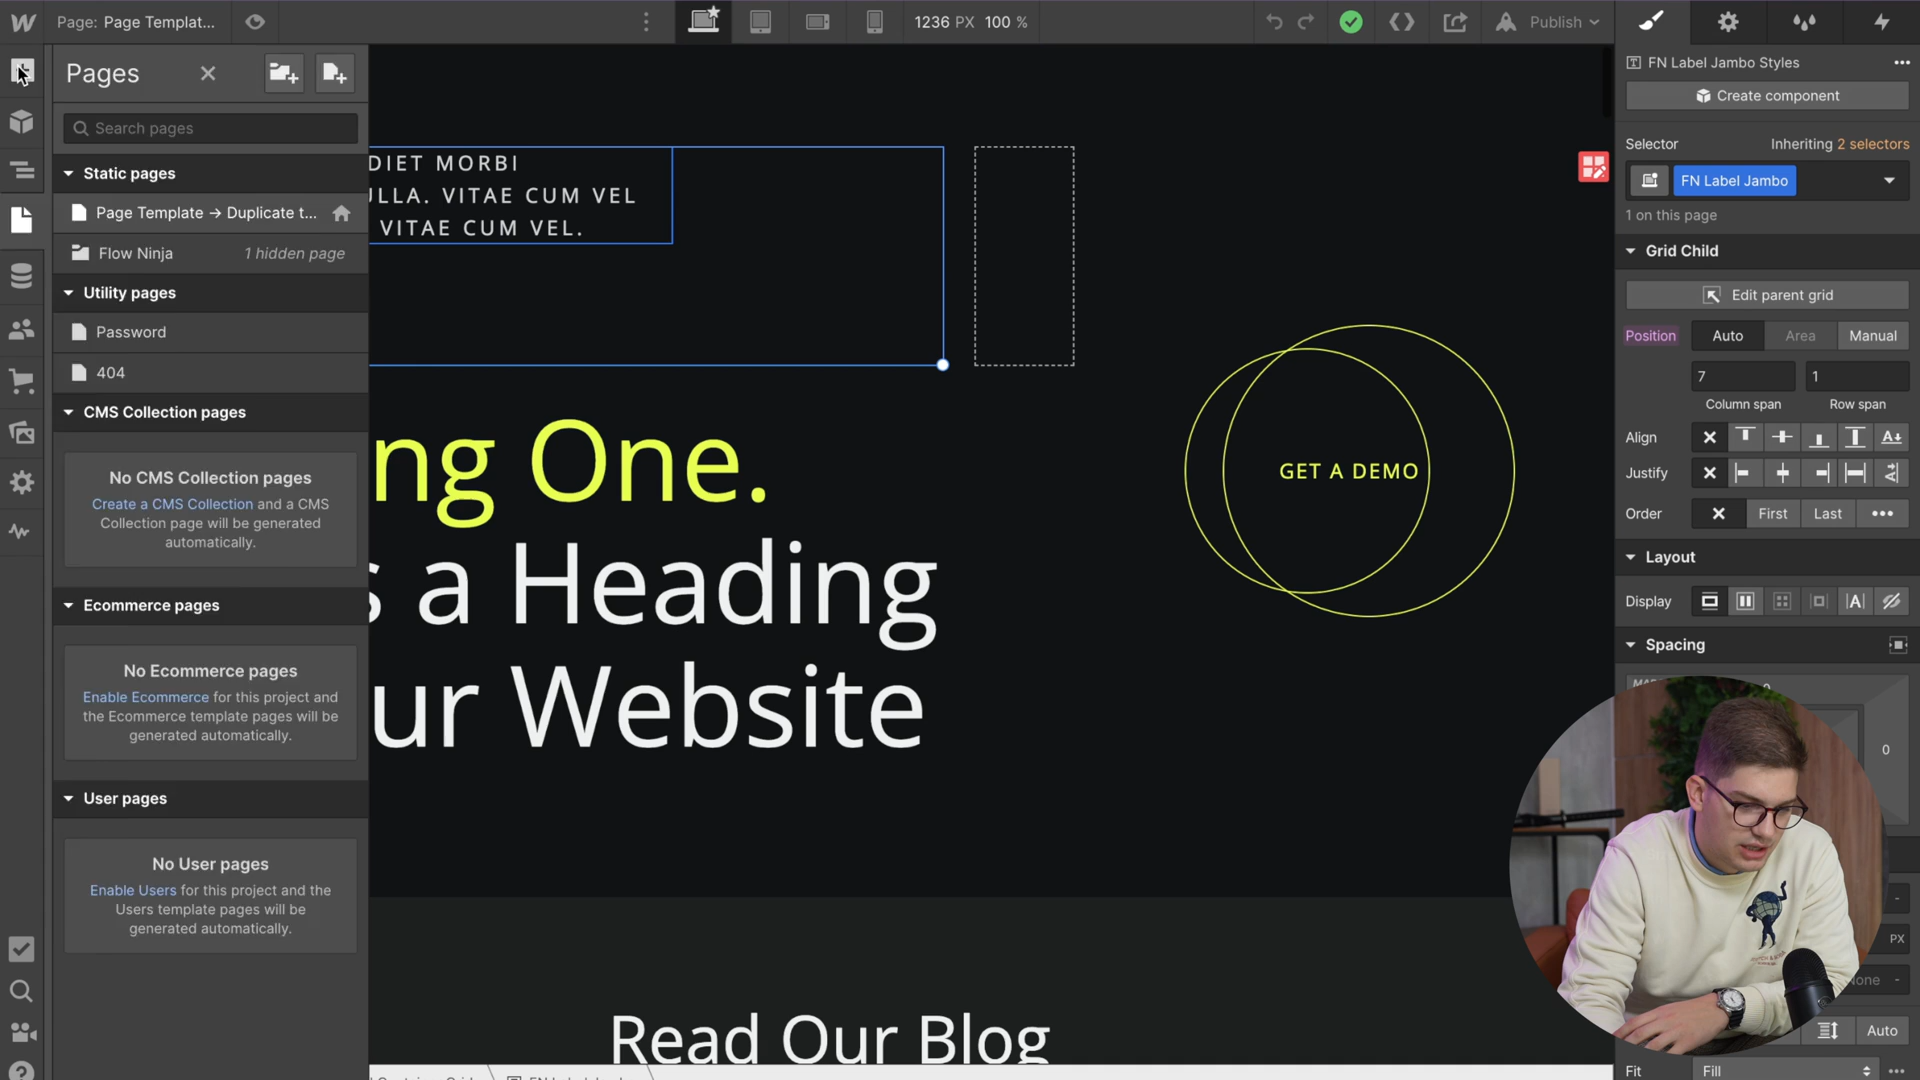 Page: Page Templat...
1236 PX 100 %
Publish
Pages
Search pages
Static pages
Page Template → Duplicate t...
Flow Ninja 1 hidden page
Utility pages
Password
404
CMS Collection pages
No CMS Collection pages
Create a CMS Collection and a CMS
Collection page will be generated
automatically.
Ecommerce pages
No Ecommerce pages
Enable Ecommerce for this project and
the Ecommerce template pages will be
generated automatically.
User pages
No User pages
Enable Users for this project and the
Users template pages will be
generated automatically.
DIET MORBI
ULLA. VITAE CUM VEL
VITAE CUM VEL.
ng One.
s a Heading
ur Website
GET A DEMO
Read Our Blog
FN Label Jambo Styles
Create component
Selector Inheriting 2 selectors
FN Label Jambo
1 on this page
Grid Child
Edit parent grid
Position Auto Area Manual
7 1
Column span Row span
Align
Justify
Order First Last
Layout
Display
Spacing
0
PX
None -
Auto
Fit Fill